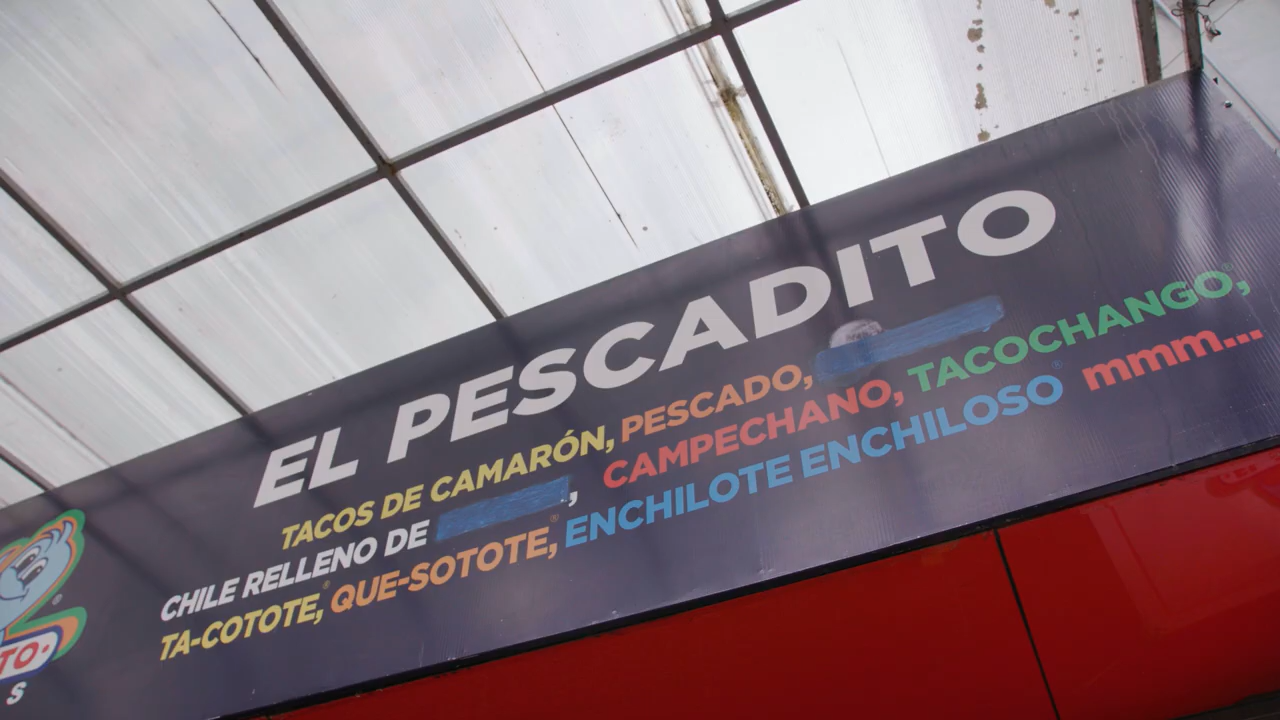 EL PESCADITO
TACOS DE CAMARÓN, PESCADO,
CHILE RELLENO DE , CAMPECHANO, TACOCHANGO®,
TA-COTOTE®, QUE-SOTOTE®, ENCHILOTE ENCHILOSO® mmm...
TO®
S